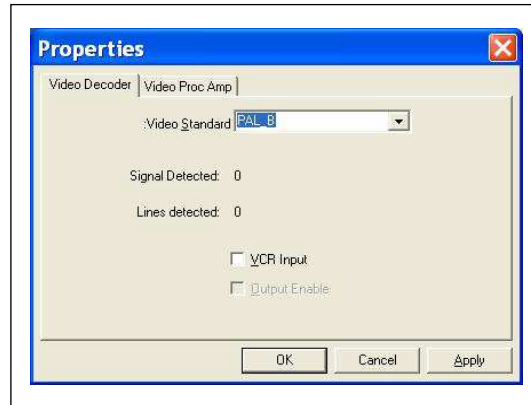 Properties
Video Decoder Video Proc Amp
:Video Standard PAL_B
Signal Detected: 0
Lines detected: 0
VCR Input
Output Enable
OK Cancel Apply